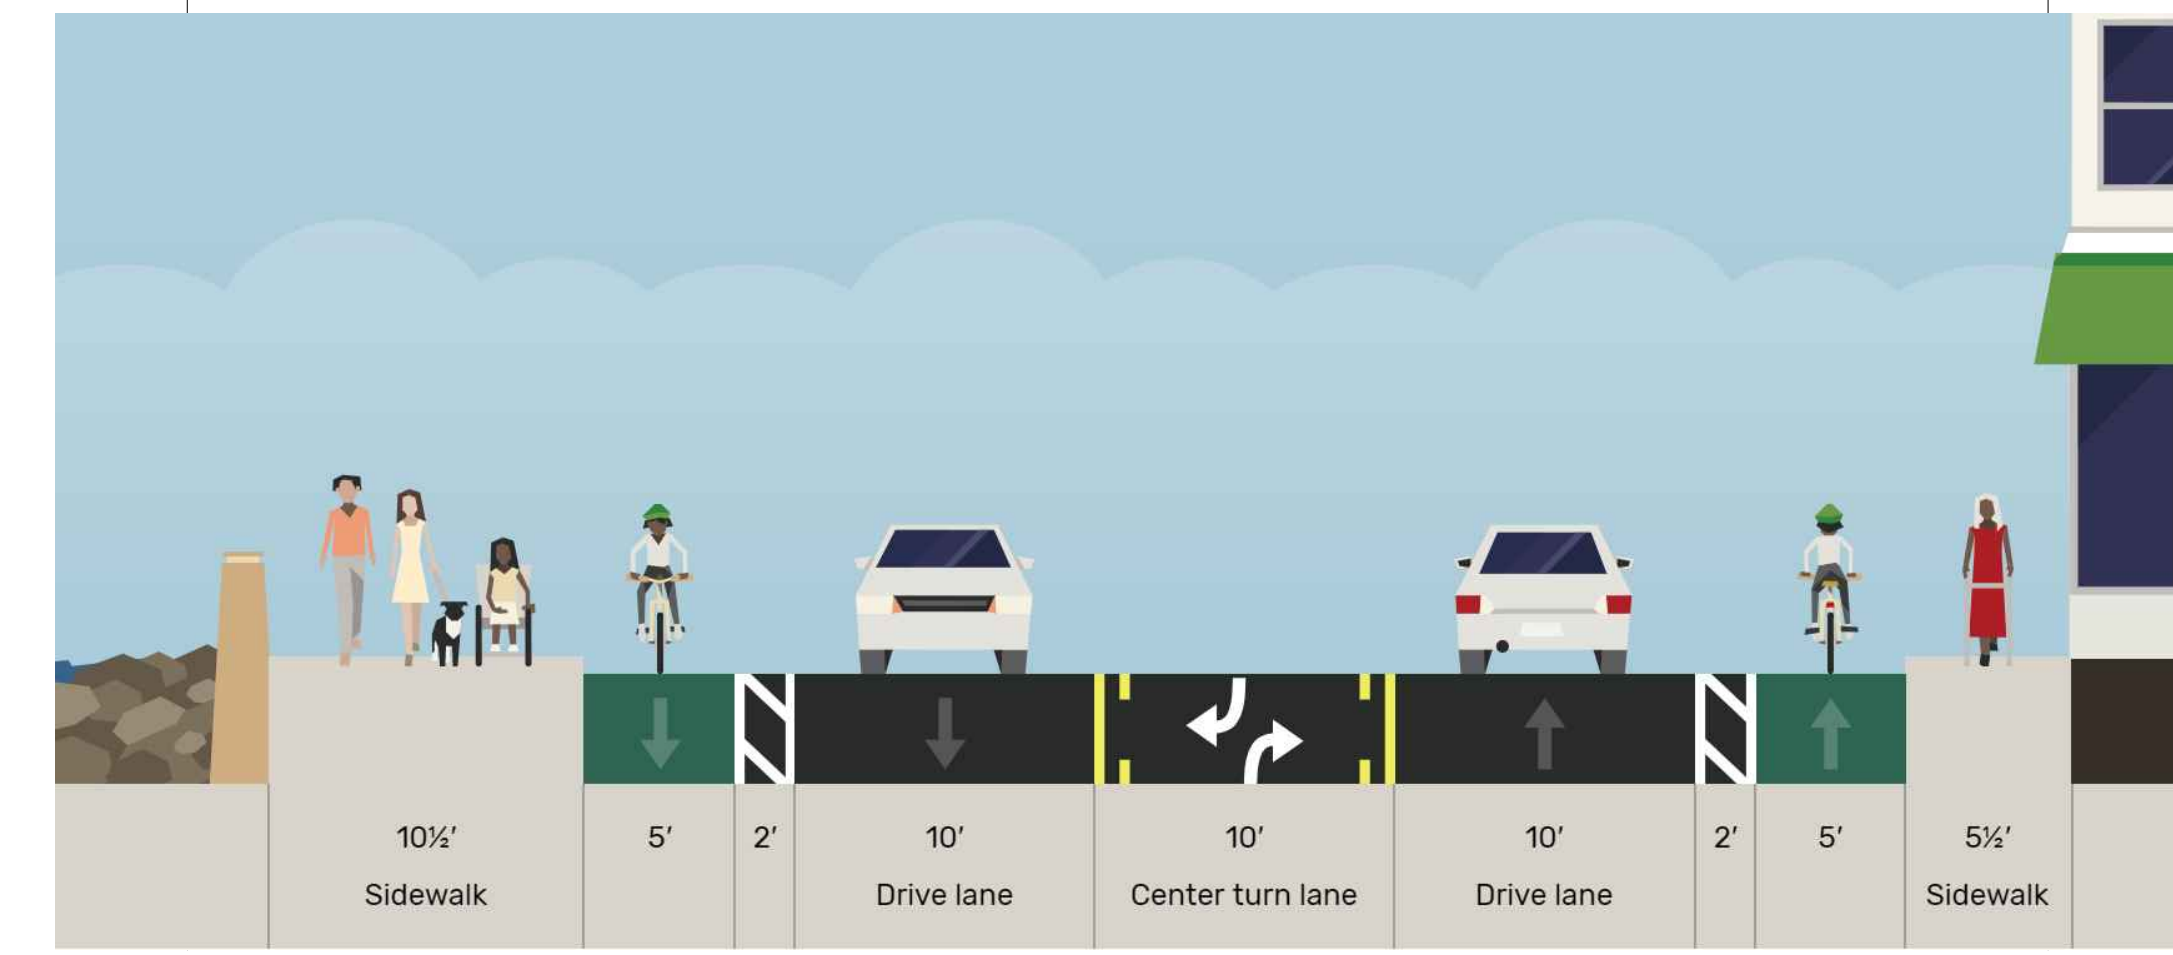 10½′ 5′ 2′ 10′ 10′ 10′ 2′ 5′ 5½′
Sidewalk Drive lane Center turn lane Drive lane Sidewalk